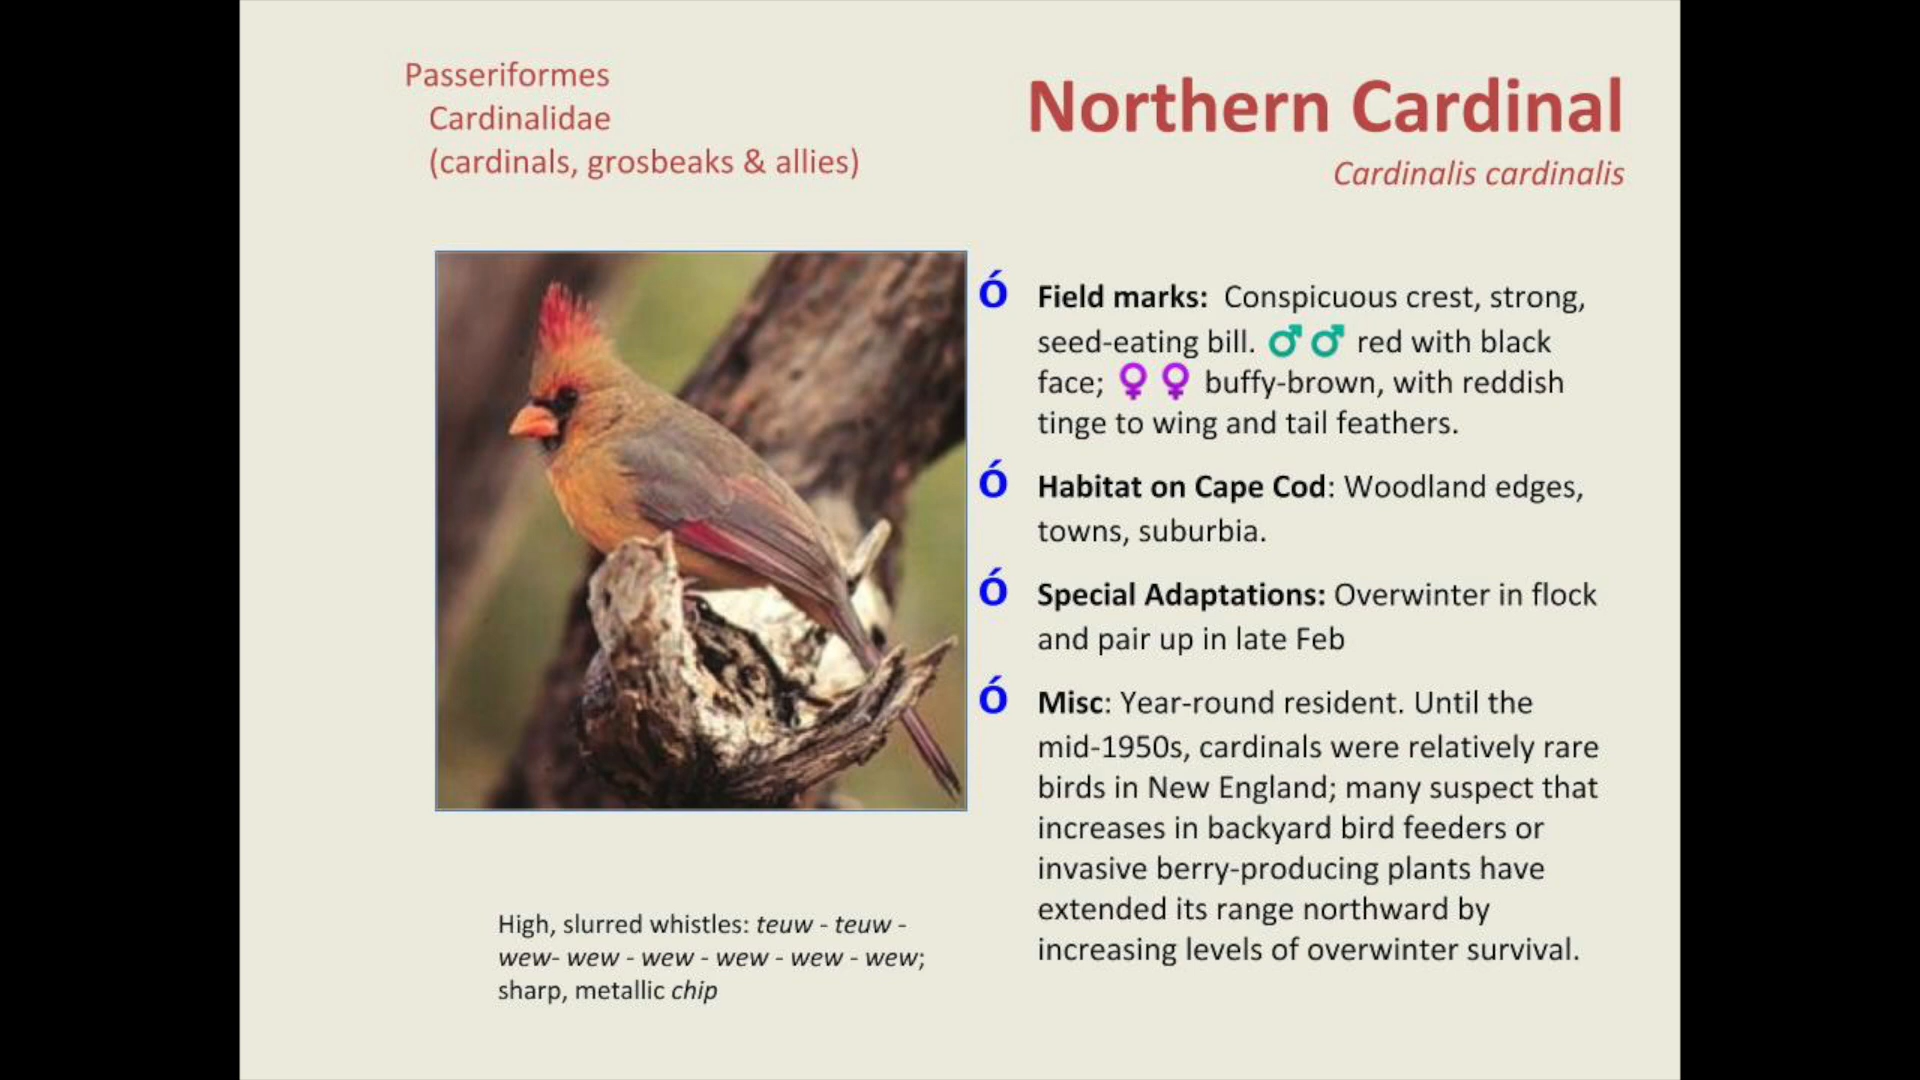 Passeriformes
Cardinalidae
(cardinals, grosbeaks & allies)
Northern Cardinal
Cardinalis cardinalis
Ó Field marks: Conspicuous crest, strong,
seed-eating bill. ♂♂ red with black
face; ♀♀ buffy-brown, with reddish
tinge to wing and tail feathers.
Ó Habitat on Cape Cod: Woodland edges,
towns, suburbia.
Ó Special Adaptations: Overwinter in flock
and pair up in late Feb
Ó Misc: Year-round resident. Until the
mid-1950s, cardinals were relatively rare
birds in New England; many suspect that
increases in backyard bird feeders or
invasive berry-producing plants have
extended its range northward by
increasing levels of overwinter survival.
High, slurred whistles: teuw - teuw -
wew- wew - wew - wew - wew - wew;
sharp, metallic chip